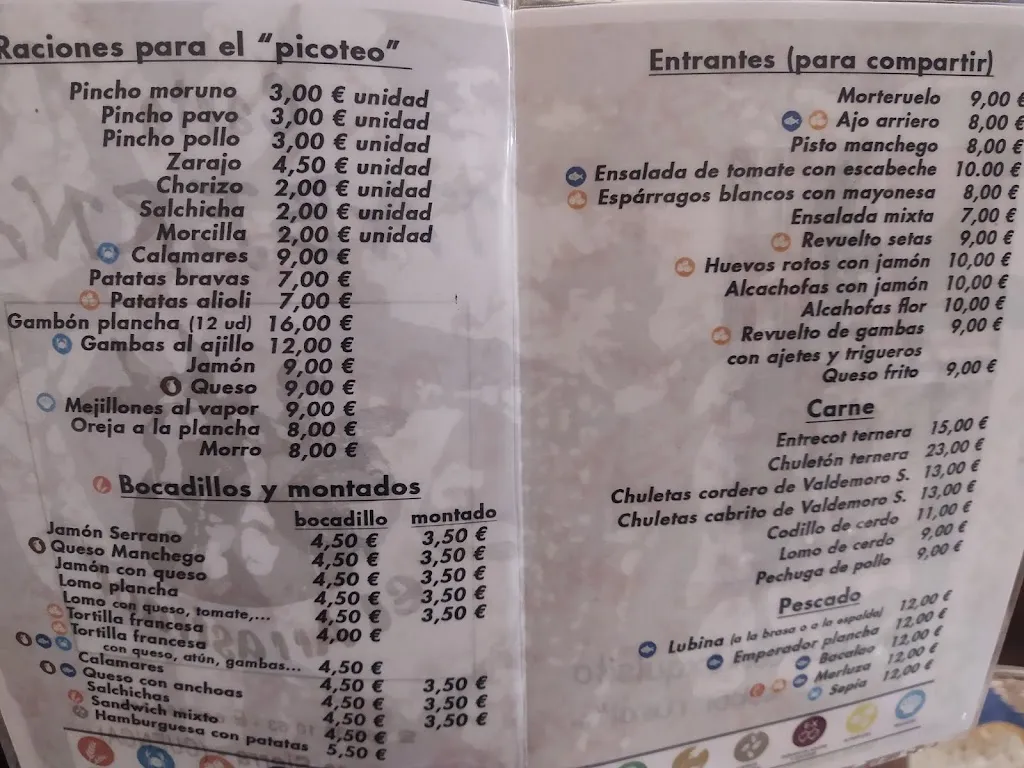 Raciones para el "picoteo"
Pincho moruno 3,00 € unidad
Pincho pavo 3,00 € unidad
Pincho pollo 3,00 € unidad
Zarajo 4,50 € unidad
Chorizo 2,00 € unidad
Salchicha 2,00 € unidad
Morcilla 2,00 € unidad
Calamares 9,00 €
Patatas bravas 7,00 €
Patatas alioli 7,00 €
Gambón plancha (12 ud) 16,00 €
Gambas al ajillo 12,00 €
Jamón 9,00 €
Queso 9,00 €
Mejillones al vapor 9,00 €
Oreja a la plancha 8,00 €
Morro 8,00 €
Bocadillos y montados
bocadillo montado
Jamón Serrano 4,50 € 3,50 €
Queso Manchego 4,50 € 3,50 €
Jamón con queso 4,50 € 3,50 €
Lomo plancha 4,50 € 3,50 €
Lomo con queso, tomate,... 4,50 € 3,50 €
Tortilla francesa 4,00 €
Tortilla francesa
con queso, atún, gambas... 4,50 €
Calamares 4,50 € 3,50 €
Queso con anchoas 4,50 € 3,50 €
Salchichas 4,50 € 3,50 €
Sandwich mixto 4,50 €
Hamburguesa con patatas 5,50 €
Entrantes (para compartir)
Morteruelo 9,00 €
Ajo arriero 8,00 €
Pisto manchego 8,00 €
Ensalada de tomate con escabeche 10.00 €
Espárragos blancos con mayonesa 8,00 €
Ensalada mixta 7,00 €
Revuelto setas 9,00 €
Huevos rotos con jamón 10,00 €
Alcachofas con jamón 10,00 €
Alcahofas flor 10,00 €
Revuelto de gambas 9,00 €
con ajetes y trigueros
Queso frito 9,00 €
Carne
Entrecot ternera 15,00 €
Chuletón ternera 23,00 €
Chuletas cordero de Valdemoro S. 13,00 €
Chuletas cabrito de Valdemoro S. 13,00 €
Codillo de cerdo 11,00 €
Lomo de cerdo 9,00 €
Pechuga de pollo 9,00 €
Pescado
Lubina (a la brasa o a la espalda) 12,00 €
Emperador plancha 12,00 €
Bacalao 12,00 €
Merluza 12,00 €
Sepia 12,00 €